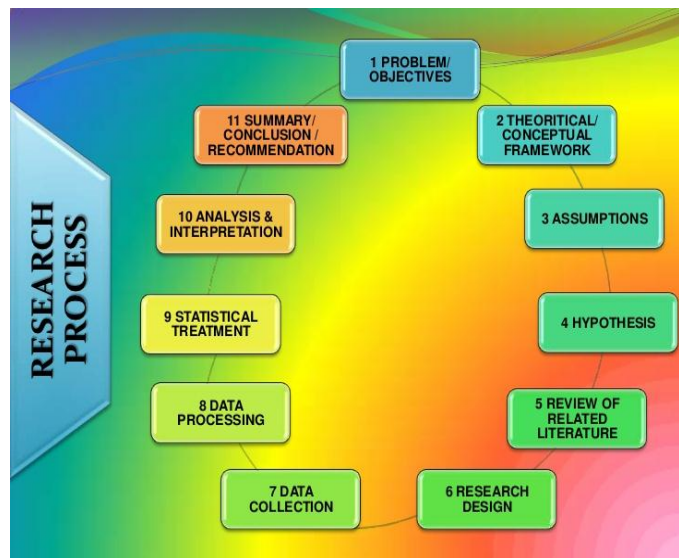 RESEARCH
PROCESS
1 PROBLEM/
OBJECTIVES
2 THEORITICAL/
CONCEPTUAL
FRAMEWORK
3 ASSUMPTIONS
4 HYPOTHESIS
5 REVIEW OF
RELATED
LITERATURE
6 RESEARCH
DESIGN
7 DATA
COLLECTION
8 DATA
PROCESSING
9 STATISTICAL
TREATMENT
10 ANALYSIS &
INTERPRETATION
11 SUMMARY/
CONCLUSION /
RECOMMENDATION